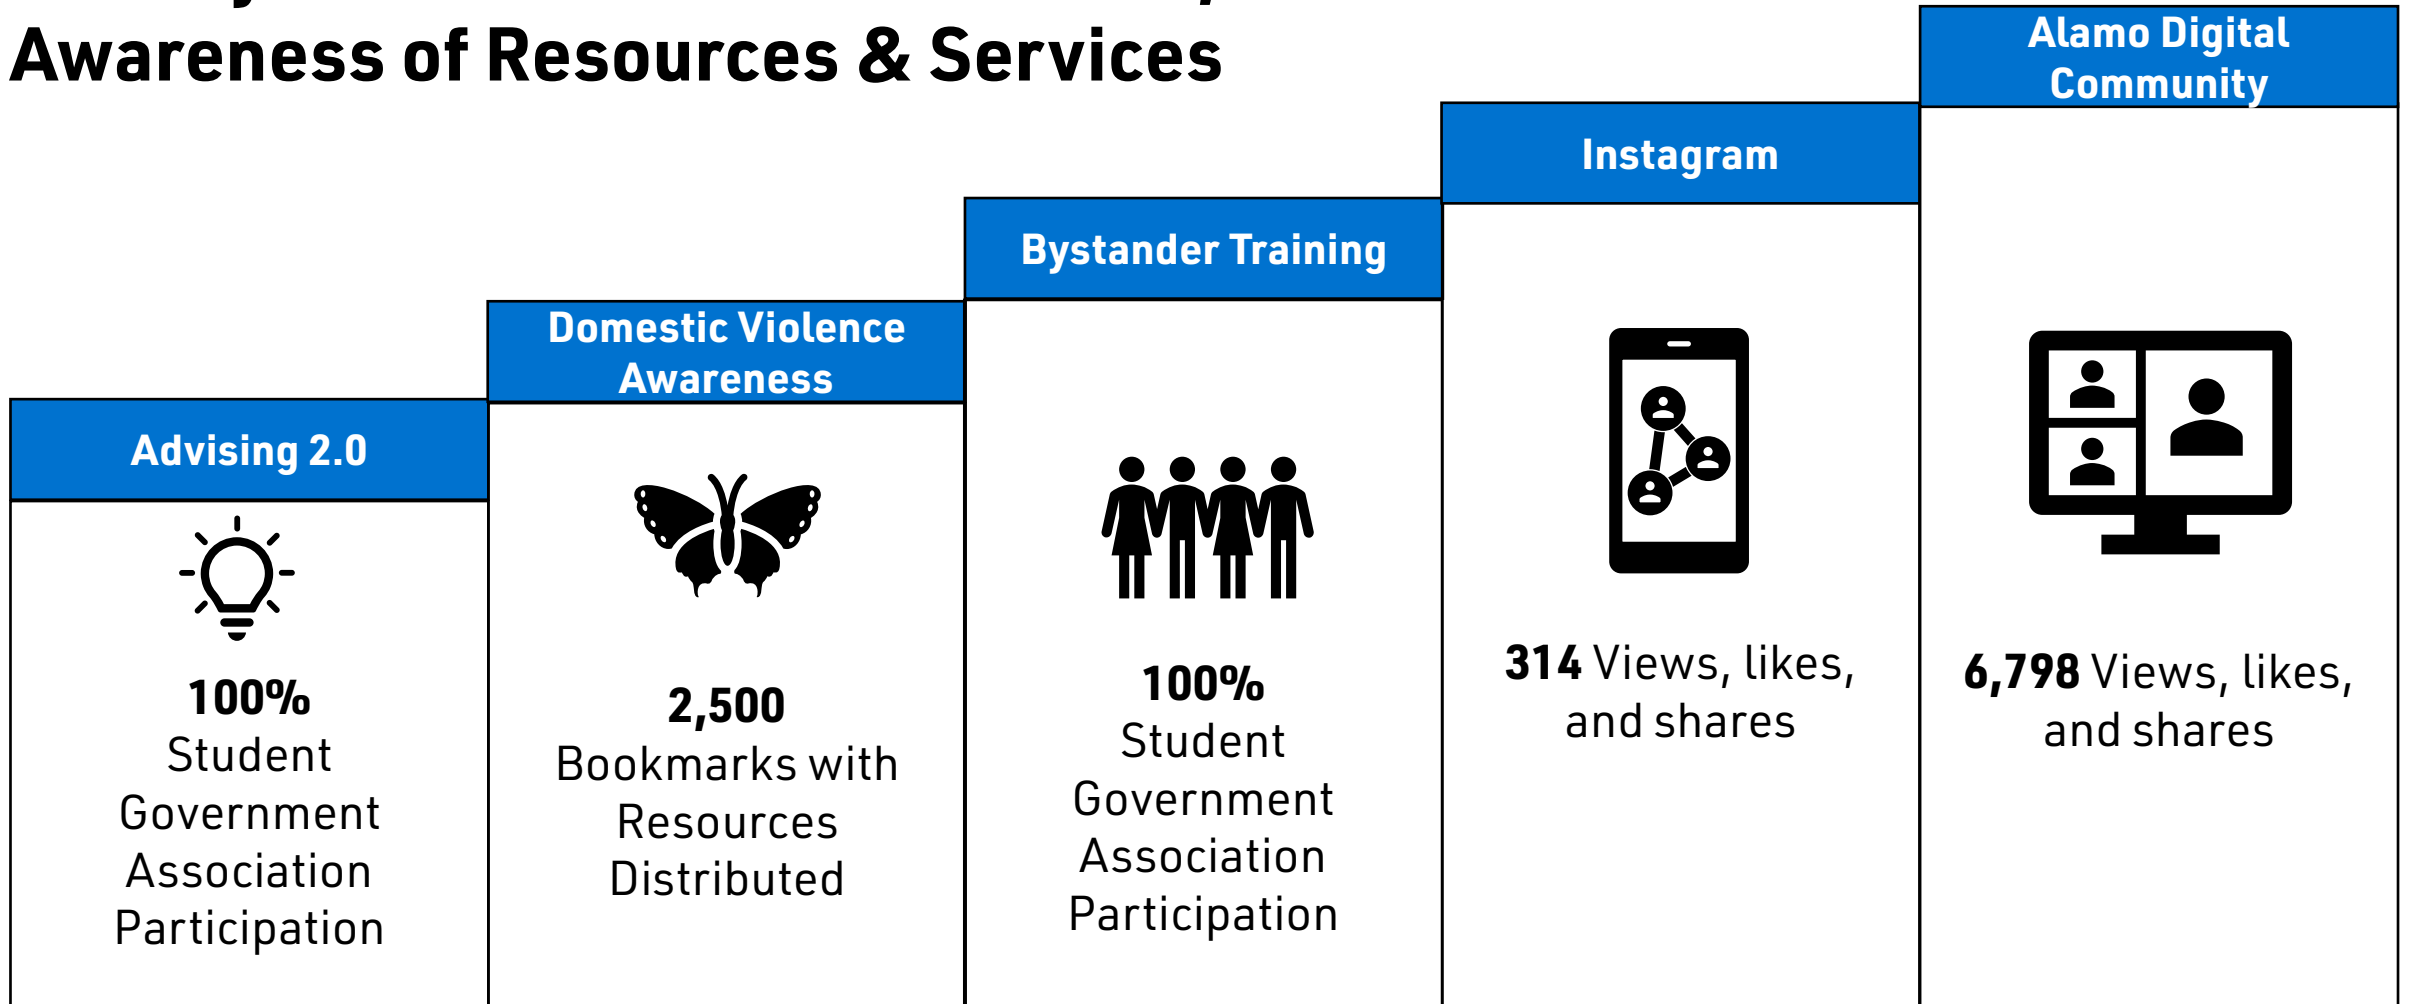 Awareness of Resources & Services
Advising 2.0
100%
Student
Government
Association
Participation
Domestic Violence
Awareness
2,500
Bookmarks with
Resources
Distributed
Bystander Training
100%
Student
Government
Association
Participation
Instagram
314 Views, likes,
and shares
Alamo Digital
Community
6,798 Views, likes,
and shares